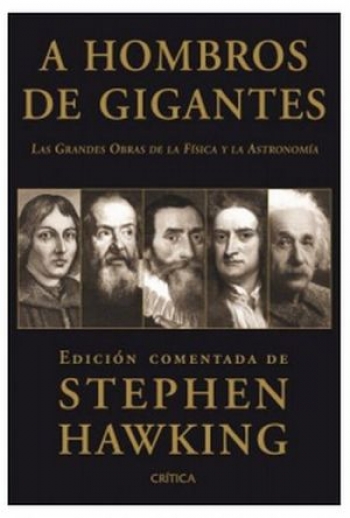 A HOMBROS
DE GIGANTES
LAS GRANDES OBRAS DE LA FÍSICA Y LA ASTRONOMÍA
EDICIÓN COMENTADA DE
STEPHEN
HAWKING
CRÍTICA